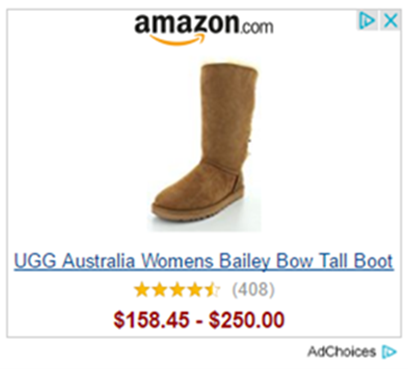 amazon.com
UGG Australia Womens Bailey Bow Tall Boot
(408)
$158.45 - $250.00
AdChoices